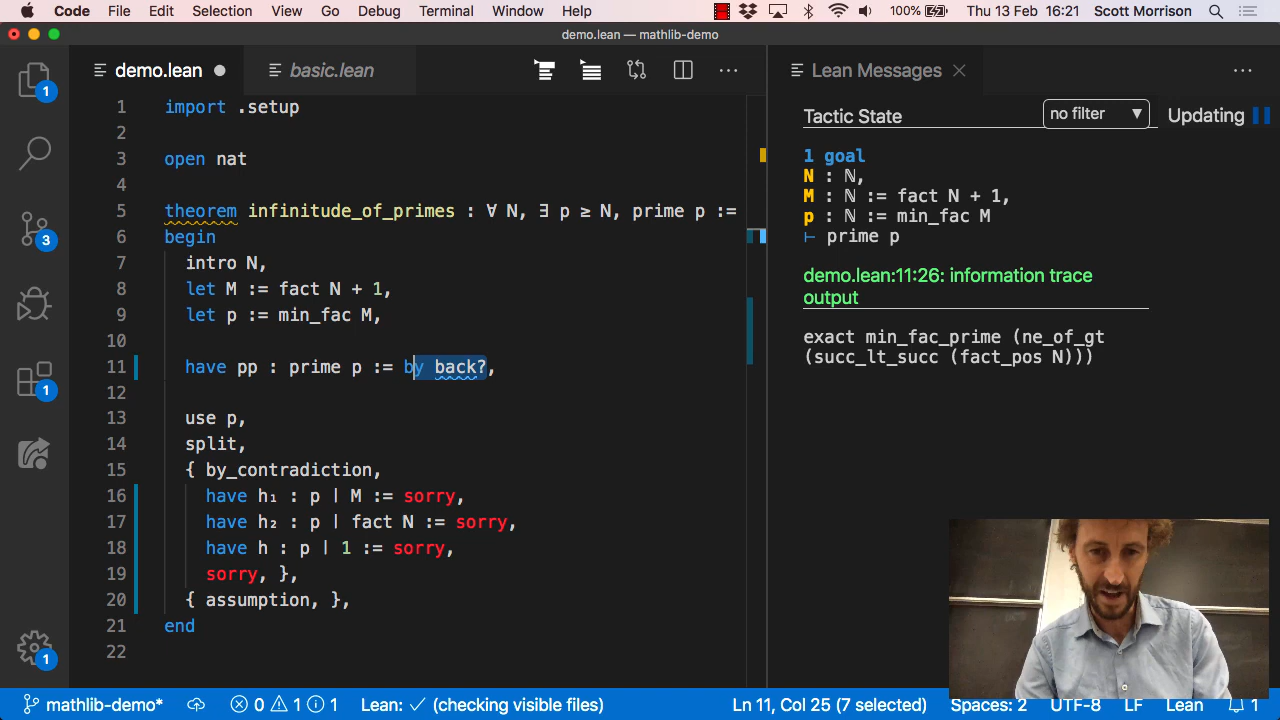 Code File Edit Selection View Go Debug Terminal Window Help 100% Thu 13 Feb 16:21 Scott Morrison
demo.lean — mathlib-demo
demo.lean basic.lean
1 import .setup
2
3 open nat
4
5 theorem infinitude_of_primes : ∀ N, ∃ p ≥ N, prime p :=
6 begin
7 intro N,
8 let M := fact N + 1,
9 let p := min_fac M,
10
11 have pp : prime p := by back?,
12
13 use p,
14 split,
15 { by_contradiction,
16 have h₁ : p ∣ M := sorry,
17 have h₂ : p ∣ fact N := sorry,
18 have h : p ∣ 1 := sorry,
19 sorry, },
20 { assumption, },
21 end
22
Lean Messages
Tactic State no filter ▼ Updating
1 goal
N : ℕ,
M : ℕ := fact N + 1,
p : ℕ := min_fac M
⊢ prime p
demo.lean:11:26: information trace
output
exact min_fac_prime (ne_of_gt
(succ_lt_succ (fact_pos N)))
1
3
1
1
mathlib-demo* 0 1 1 Lean: ✓ (checking visible files) Ln 11, Col 25 (7 selected) Spaces: 2 UTF-8 LF Lean 1